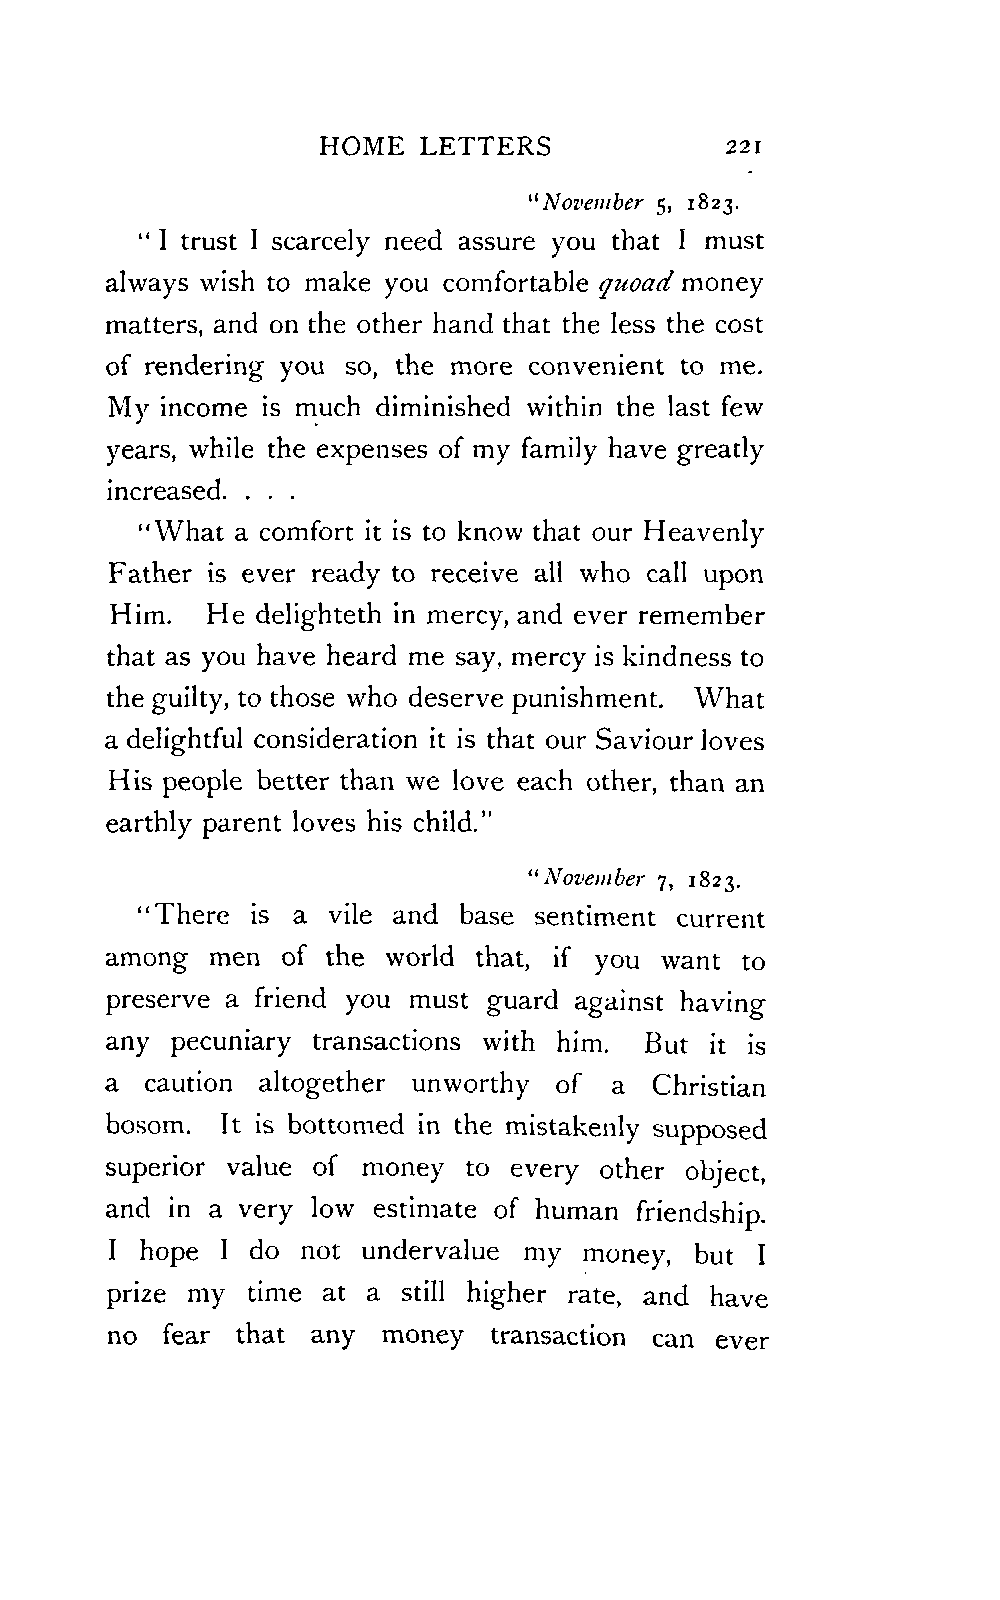 HOME LETTERS 221
"November 5, 1823.
"I trust I scarcely need assure you that I must
always wish to make you comfortable quoad money
matters, and on the other hand that the less the cost
of rendering you so, the more convenient to me.
My income is much diminished within the last few
years, while the expenses of my family have greatly
increased. . . .
"What a comfort it is to know that our Heavenly
Father is ever ready to receive all who call upon
Him. He delighteth in mercy, and ever remember
that as you have heard me say, mercy is kindness to
the guilty, to those who deserve punishment. What
a delightful consideration it is that our Saviour loves
His people better than we love each other, than an
earthly parent loves his child."
"November 7, 1823.
"There is a vile and base sentiment current
among men of the world that, if you want to
preserve a friend you must guard against having
any pecuniary transactions with him. But it is
a caution altogether unworthy of a Christian
bosom. It is bottomed in the mistakenly supposed
superior value of money to every other object,
and in a very low estimate of human friendship.
I hope I do not undervalue my money, but I
prize my time at a still higher rate, and have
no fear that any money transaction can ever